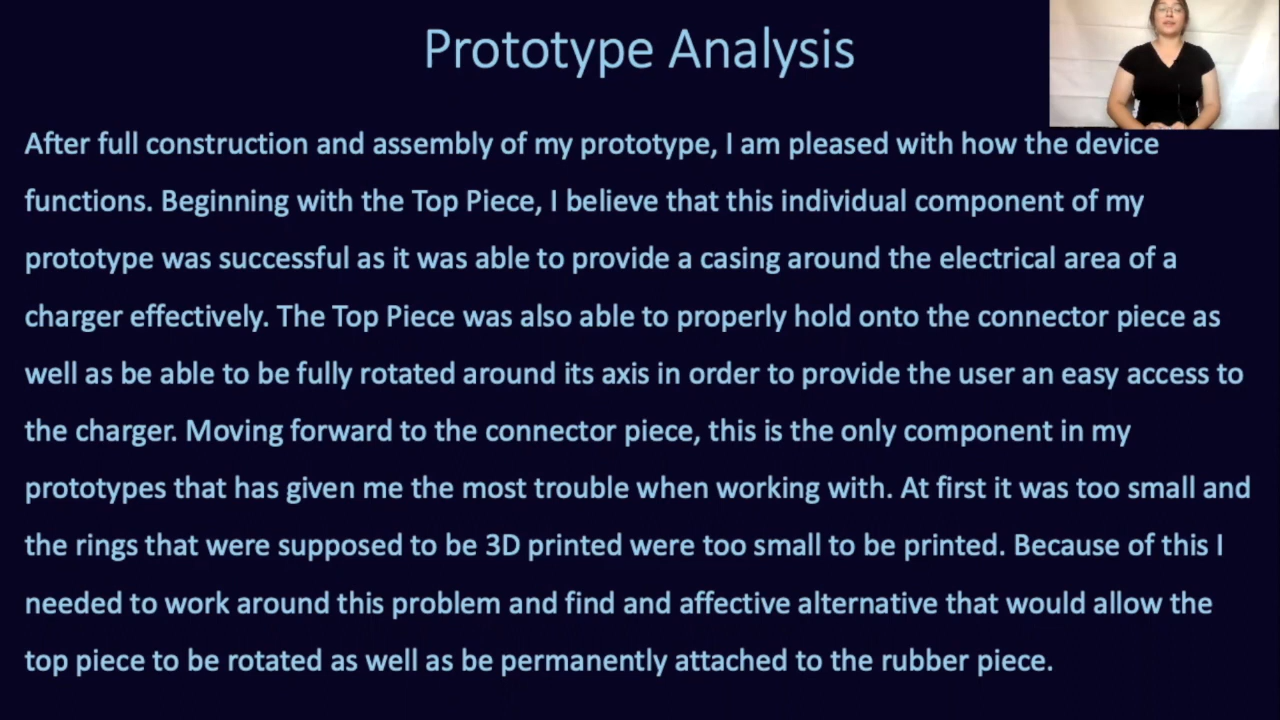 Prototype Analysis
After full construction and assembly of my prototype, I am pleased with how the device
functions. Beginning with the Top Piece, I believe that this individual component of my
prototype was successful as it was able to provide a casing around the electrical area of a
charger effectively. The Top Piece was also able to properly hold onto the connector piece as
well as be able to be fully rotated around its axis in order to provide the user an easy access to
the charger. Moving forward to the connector piece, this is the only component in my
prototypes that has given me the most trouble when working with. At first it was too small and
the rings that were supposed to be 3D printed were too small to be printed. Because of this I
needed to work around this problem and find and affective alternative that would allow the
top piece to be rotated as well as be permanently attached to the rubber piece.